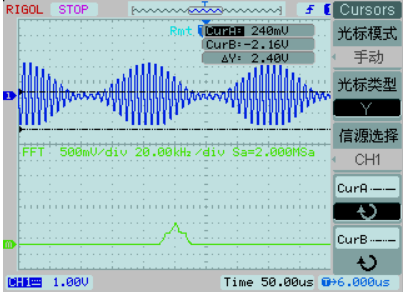 RIGOL STOP Cursors
Rmt CurA: 240mV
CurB:-2.16V
ΔY: 2.40V
光标模式
手动
光标类型
Y
信源选择
CH1
FFT 500mV/div 20.00kHz/div Sa=2.000MSa
CurA
CurB
CH1 1.00V Time 50.00us 6.000us